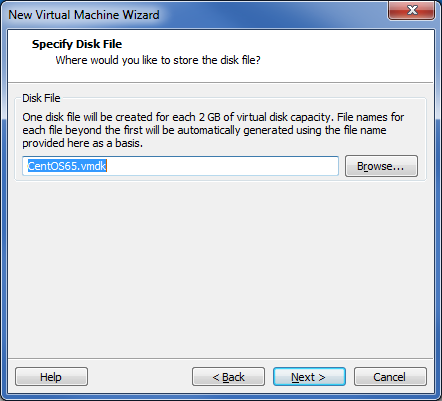 New Virtual Machine Wizard
Specify Disk File
Where would you like to store the disk file?
Disk File
One disk file will be created for each 2 GB of virtual disk capacity. File names for
each file beyond the first will be automatically generated using the file name
provided here as a basis.
CentOS65.vmdk
Browse...
Help
< Back
Next >
Cancel